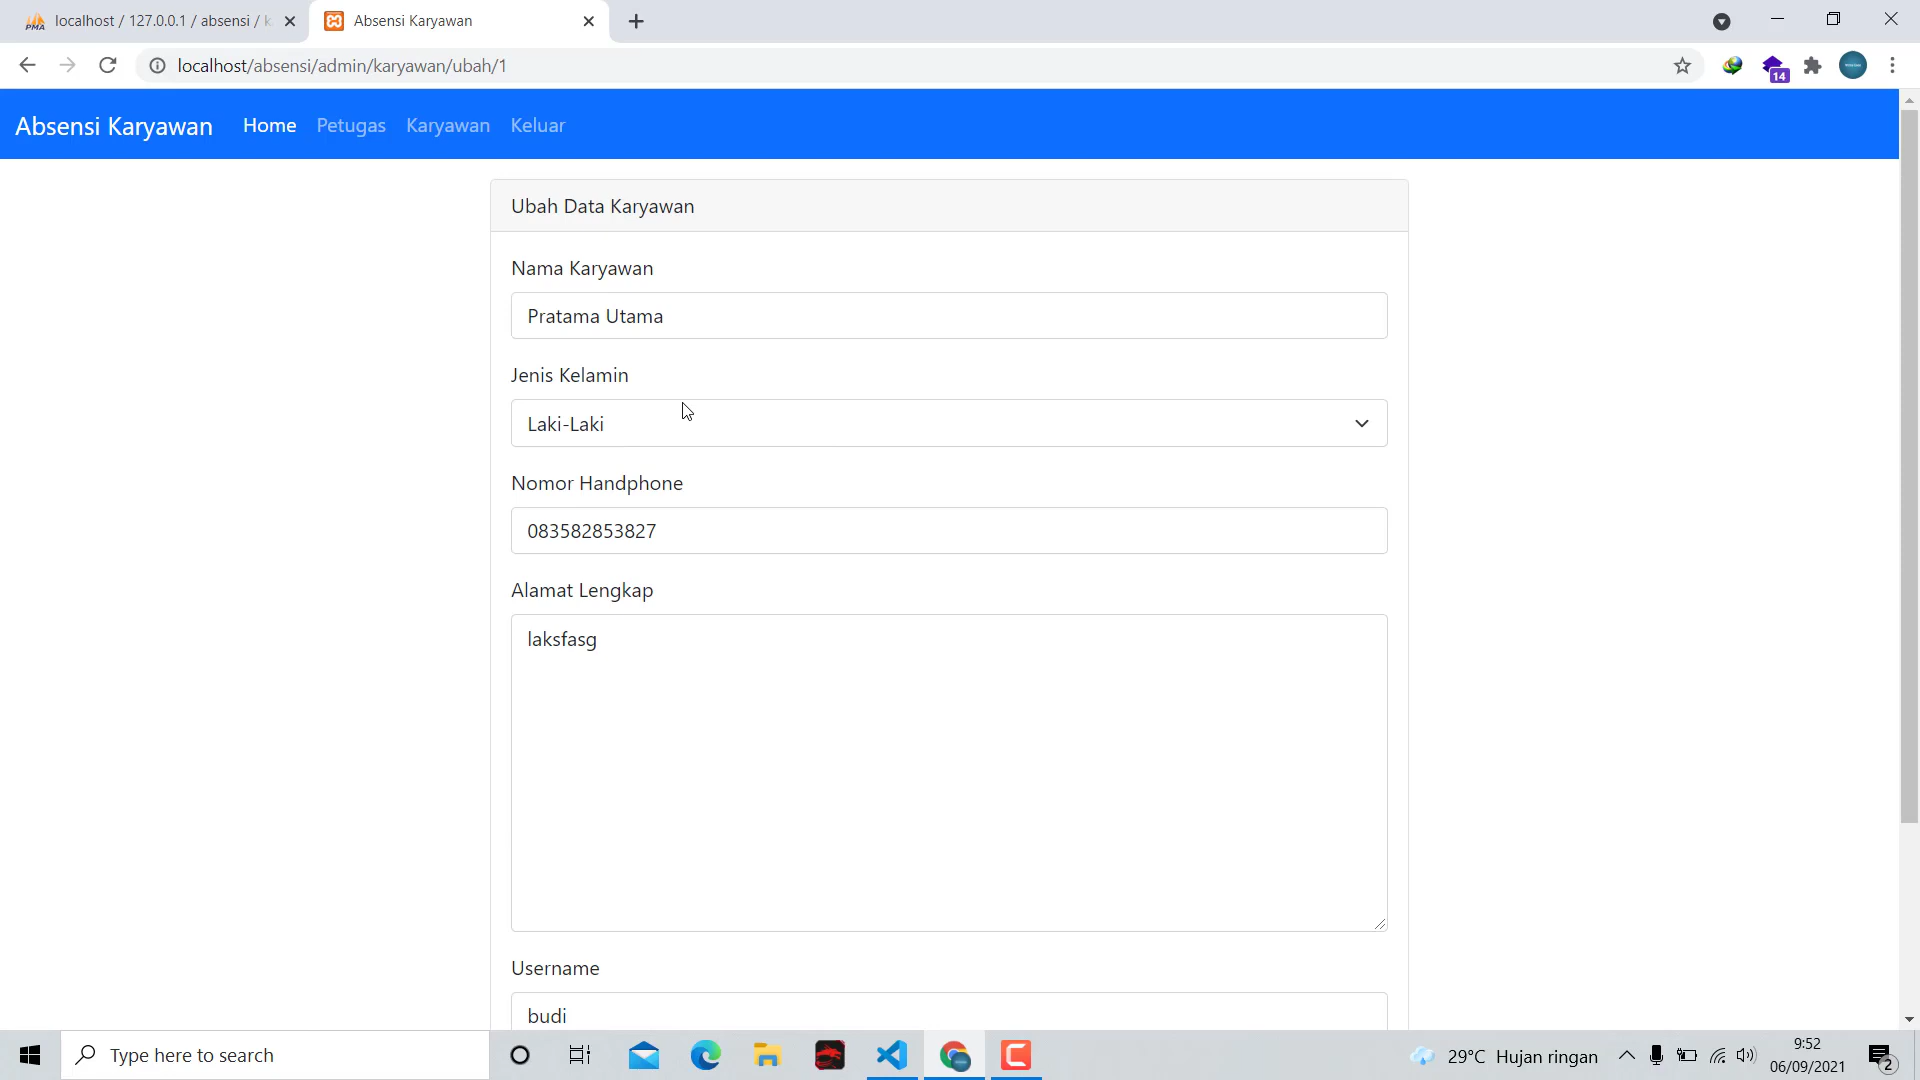 localhost / 127.0.0.1 / absensi / k
Absensi Karyawan
localhost/absensi/admin/karyawan/ubah/1
14
Absensi Karyawan Home Petugas Karyawan Keluar
Ubah Data Karyawan
Nama Karyawan
Pratama Utama
Jenis Kelamin
Laki-Laki
Nomor Handphone
083582853827
Alamat Lengkap
laksfasg
Username
budi
Type here to search
29°C Hujan ringan
9:52
06/09/2021
2